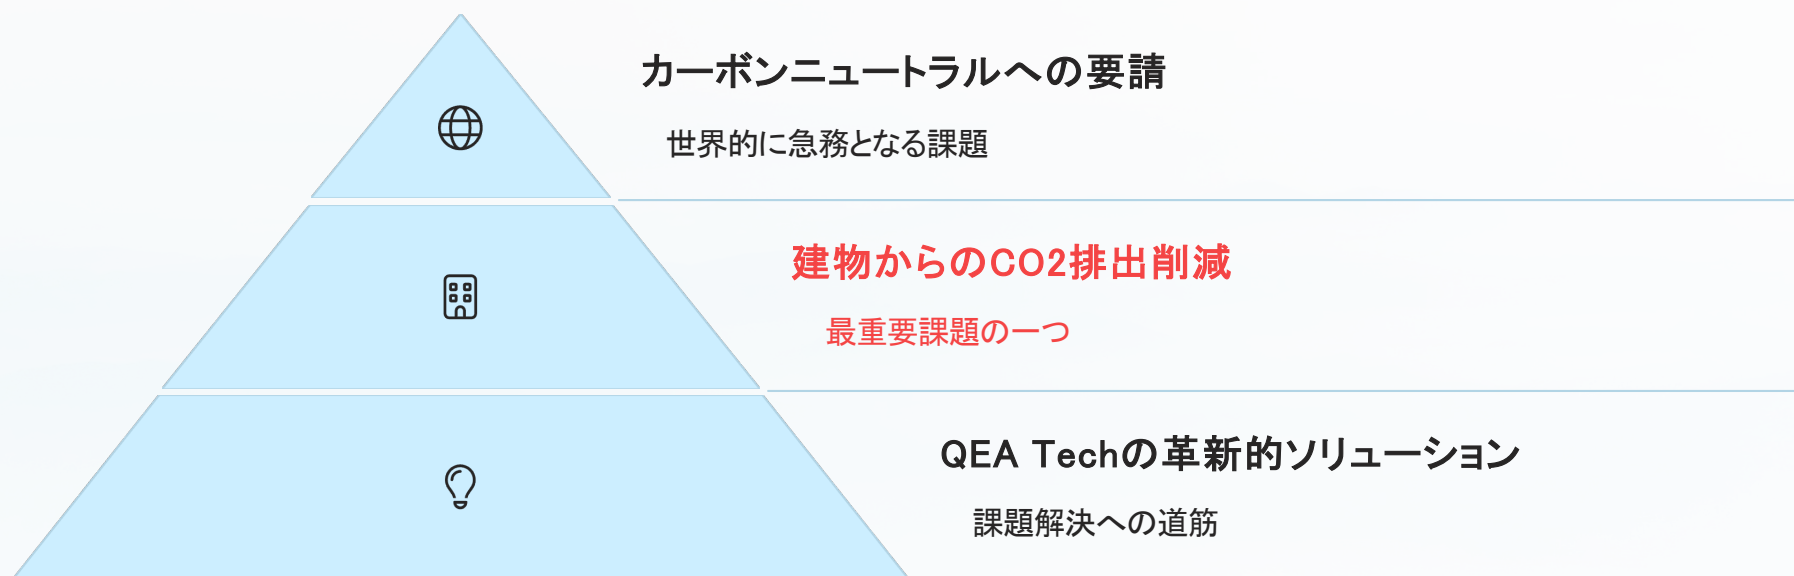 カーボンニュートラルへの要請
世界的に急務となる課題
建物からのCO2排出削減
最重要課題の一つ
QEA Techの革新的ソリューション
課題解決への道筋